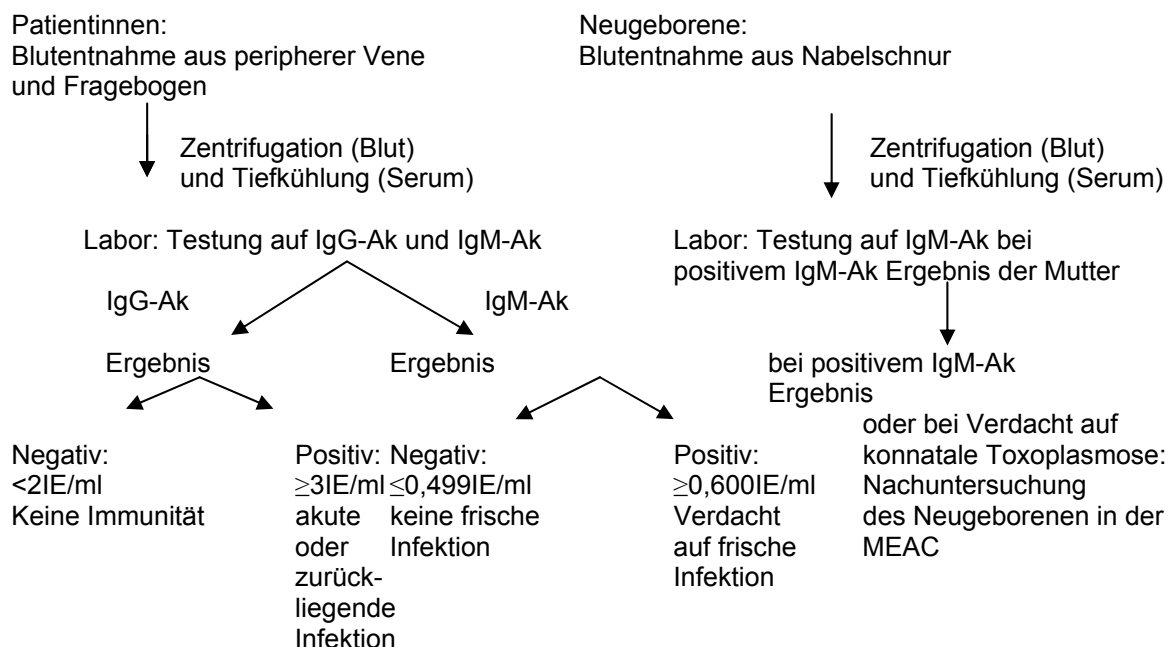 Patientinnen:
Blutentnahme aus peripherer Vene
und Fragebogen
Zentrifugation (Blut)
und Tiefkühlung (Serum)
Labor: Testung auf IgG-Ak und IgM-Ak
IgG-Ak
IgM-Ak
Ergebnis
Ergebnis
Negativ:
<2IE/ml
Keine Immunität
Positiv:
≥3IE/ml
akute
oder
zurück-
liegende
Infektion
Negativ:
≤0,499IE/ml
keine frische
Infektion
Positiv:
≥0,600IE/ml
Verdacht
auf frische
Infektion
Neugeborene:
Blutentnahme aus Nabelschnur
Zentrifugation (Blut)
und Tiefkühlung (Serum)
Labor: Testung auf IgM-Ak bei
positivem IgM-Ak Ergebnis der Mutter
bei positivem IgM-Ak
Ergebnis
oder bei Verdacht auf
konnatale Toxoplasmose:
Nachuntersuchung
des Neugeborenen in der
MEAC